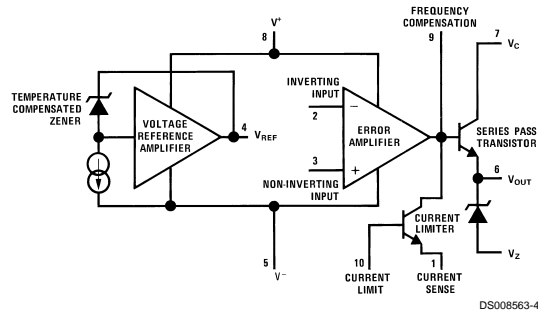 FREQUENCY
COMPENSATION
V+
8
9
7
VC
INVERTING
INPUT
2
−
TEMPERATURE
COMPENSATED
ZENER
VOLTAGE
REFERENCE
AMPLIFIER
4
VREF
ERROR
AMPLIFIER
SERIES PASS
TRANSISTOR
3
+
NON-INVERTING
INPUT
6
VOUT
CURRENT
LIMITER
5
V−
10
CURRENT
LIMIT
1
CURRENT
SENSE
VZ
DS008563-4